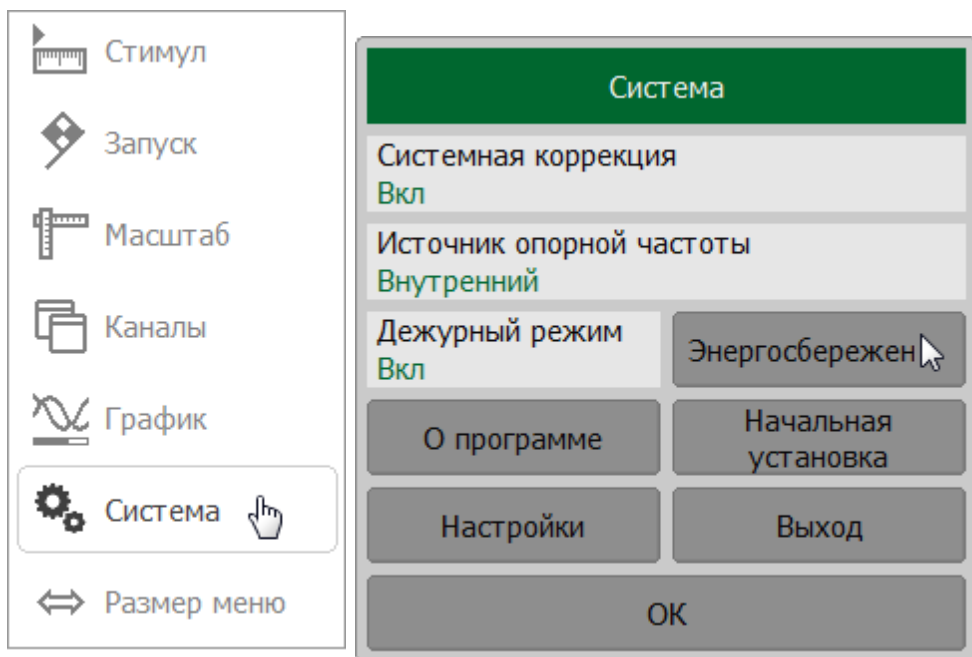 Стимул
Запуск
Масштаб
Каналы
График
Система
Размер меню
Система
Системная коррекция
Вкл
Источник опорной частоты
Внутренний
Дежурный режим
Вкл
Энергосбережен
О программе
Начальная
установка
Настройки
Выход
ОК